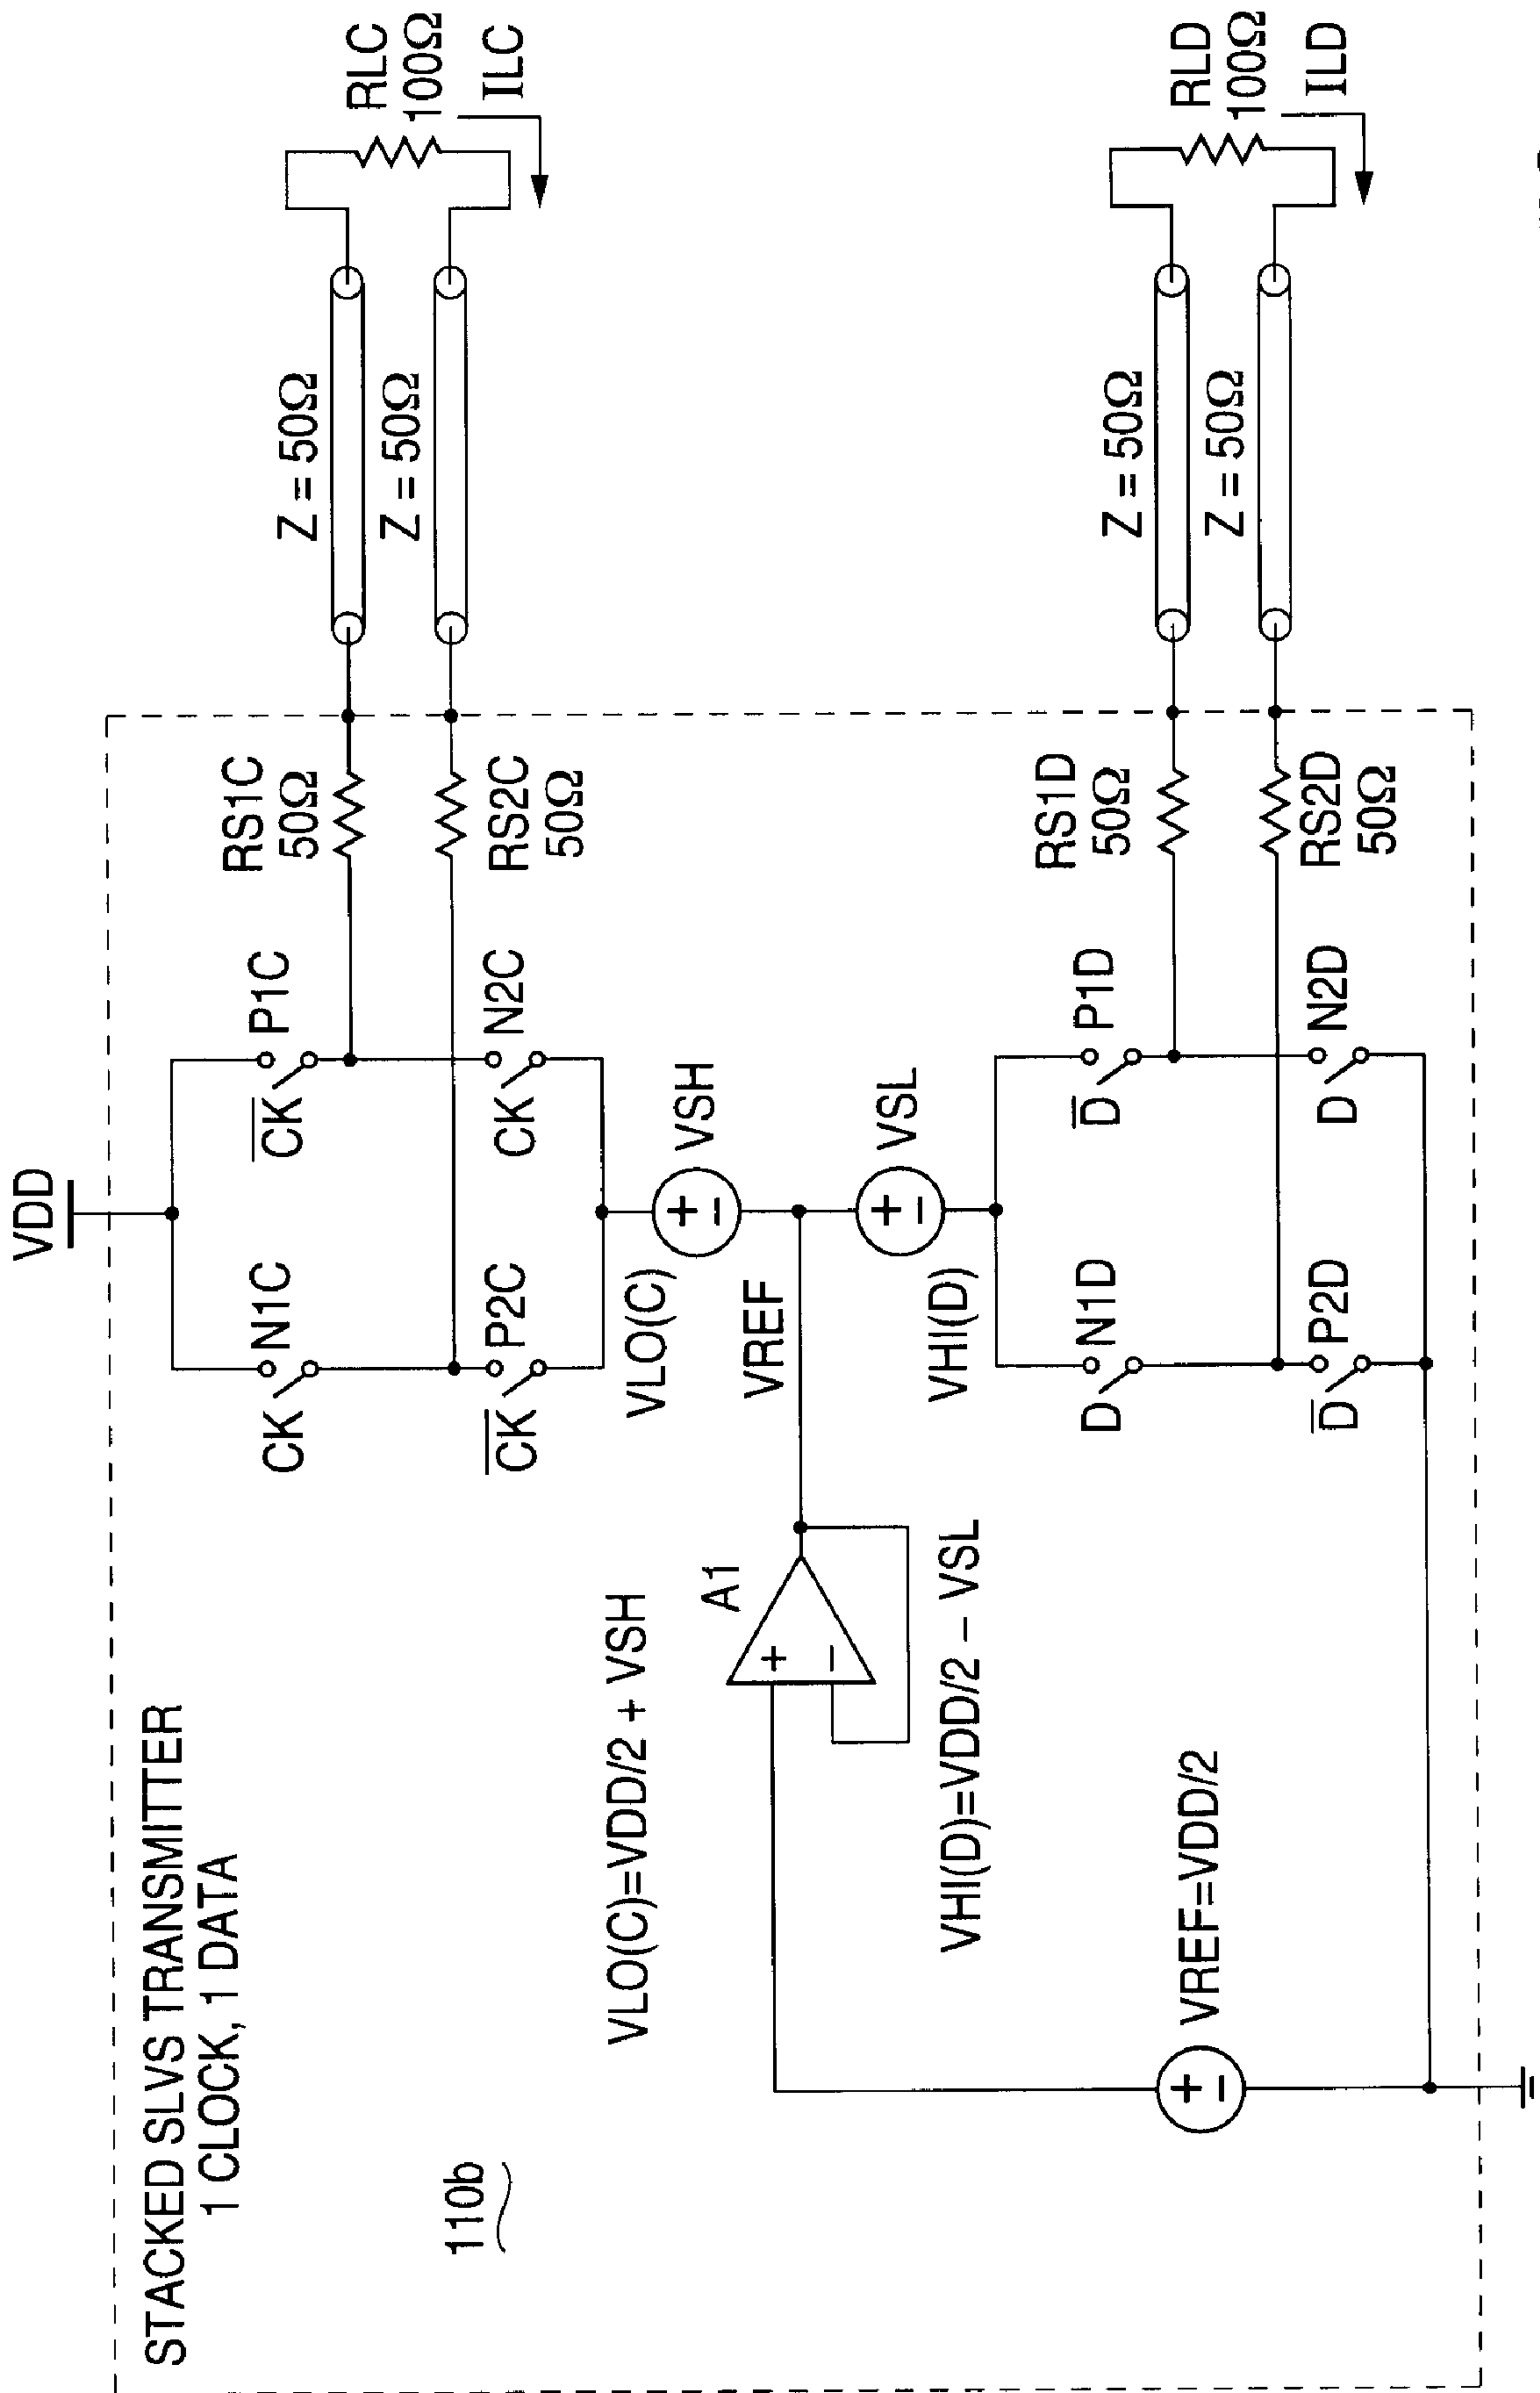 STACKED SLVS TRANSMITTER
1 CLOCK, 1 DATA
110b
VDD
CK
N1C
C̅K̅
P1C
C̅K̅
P2C
CK
N2C
RS1C
50Ω
RS2C
50Ω
Z = 50Ω
Z = 50Ω
RLC
100Ω
ILC
VLO(C)=VDD/2 + VSH
VLO(C)
+
–
VSH
A1
+
–
VREF
+
–
VSL
VHI(D)=VDD/2 – VSL
VHI(D)
VREF=VDD/2
+
–
D
N1D
D̅
P1D
D̅
P2D
D
N2D
RS1D
50Ω
RS2D
50Ω
Z = 50Ω
Z = 50Ω
RLD
100Ω
ILD